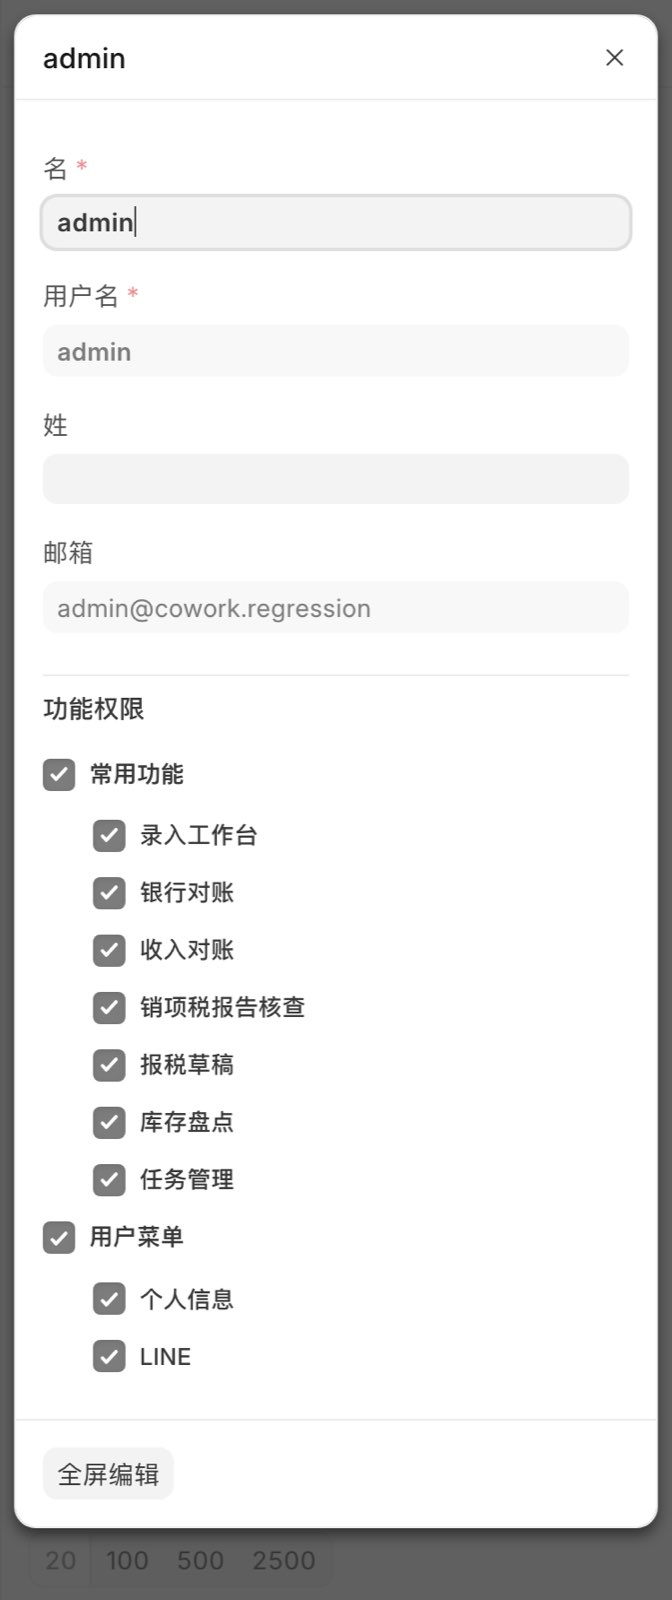 admin
名 *
admin
用户名 *
admin
姓
邮箱
admin@cowork.regression
功能权限
常用功能
录入工作台
银行对账
收入对账
销项税报告核查
报税草稿
库存盘点
任务管理
用户菜单
个人信息
LINE
全屏编辑
20 100 500 2500